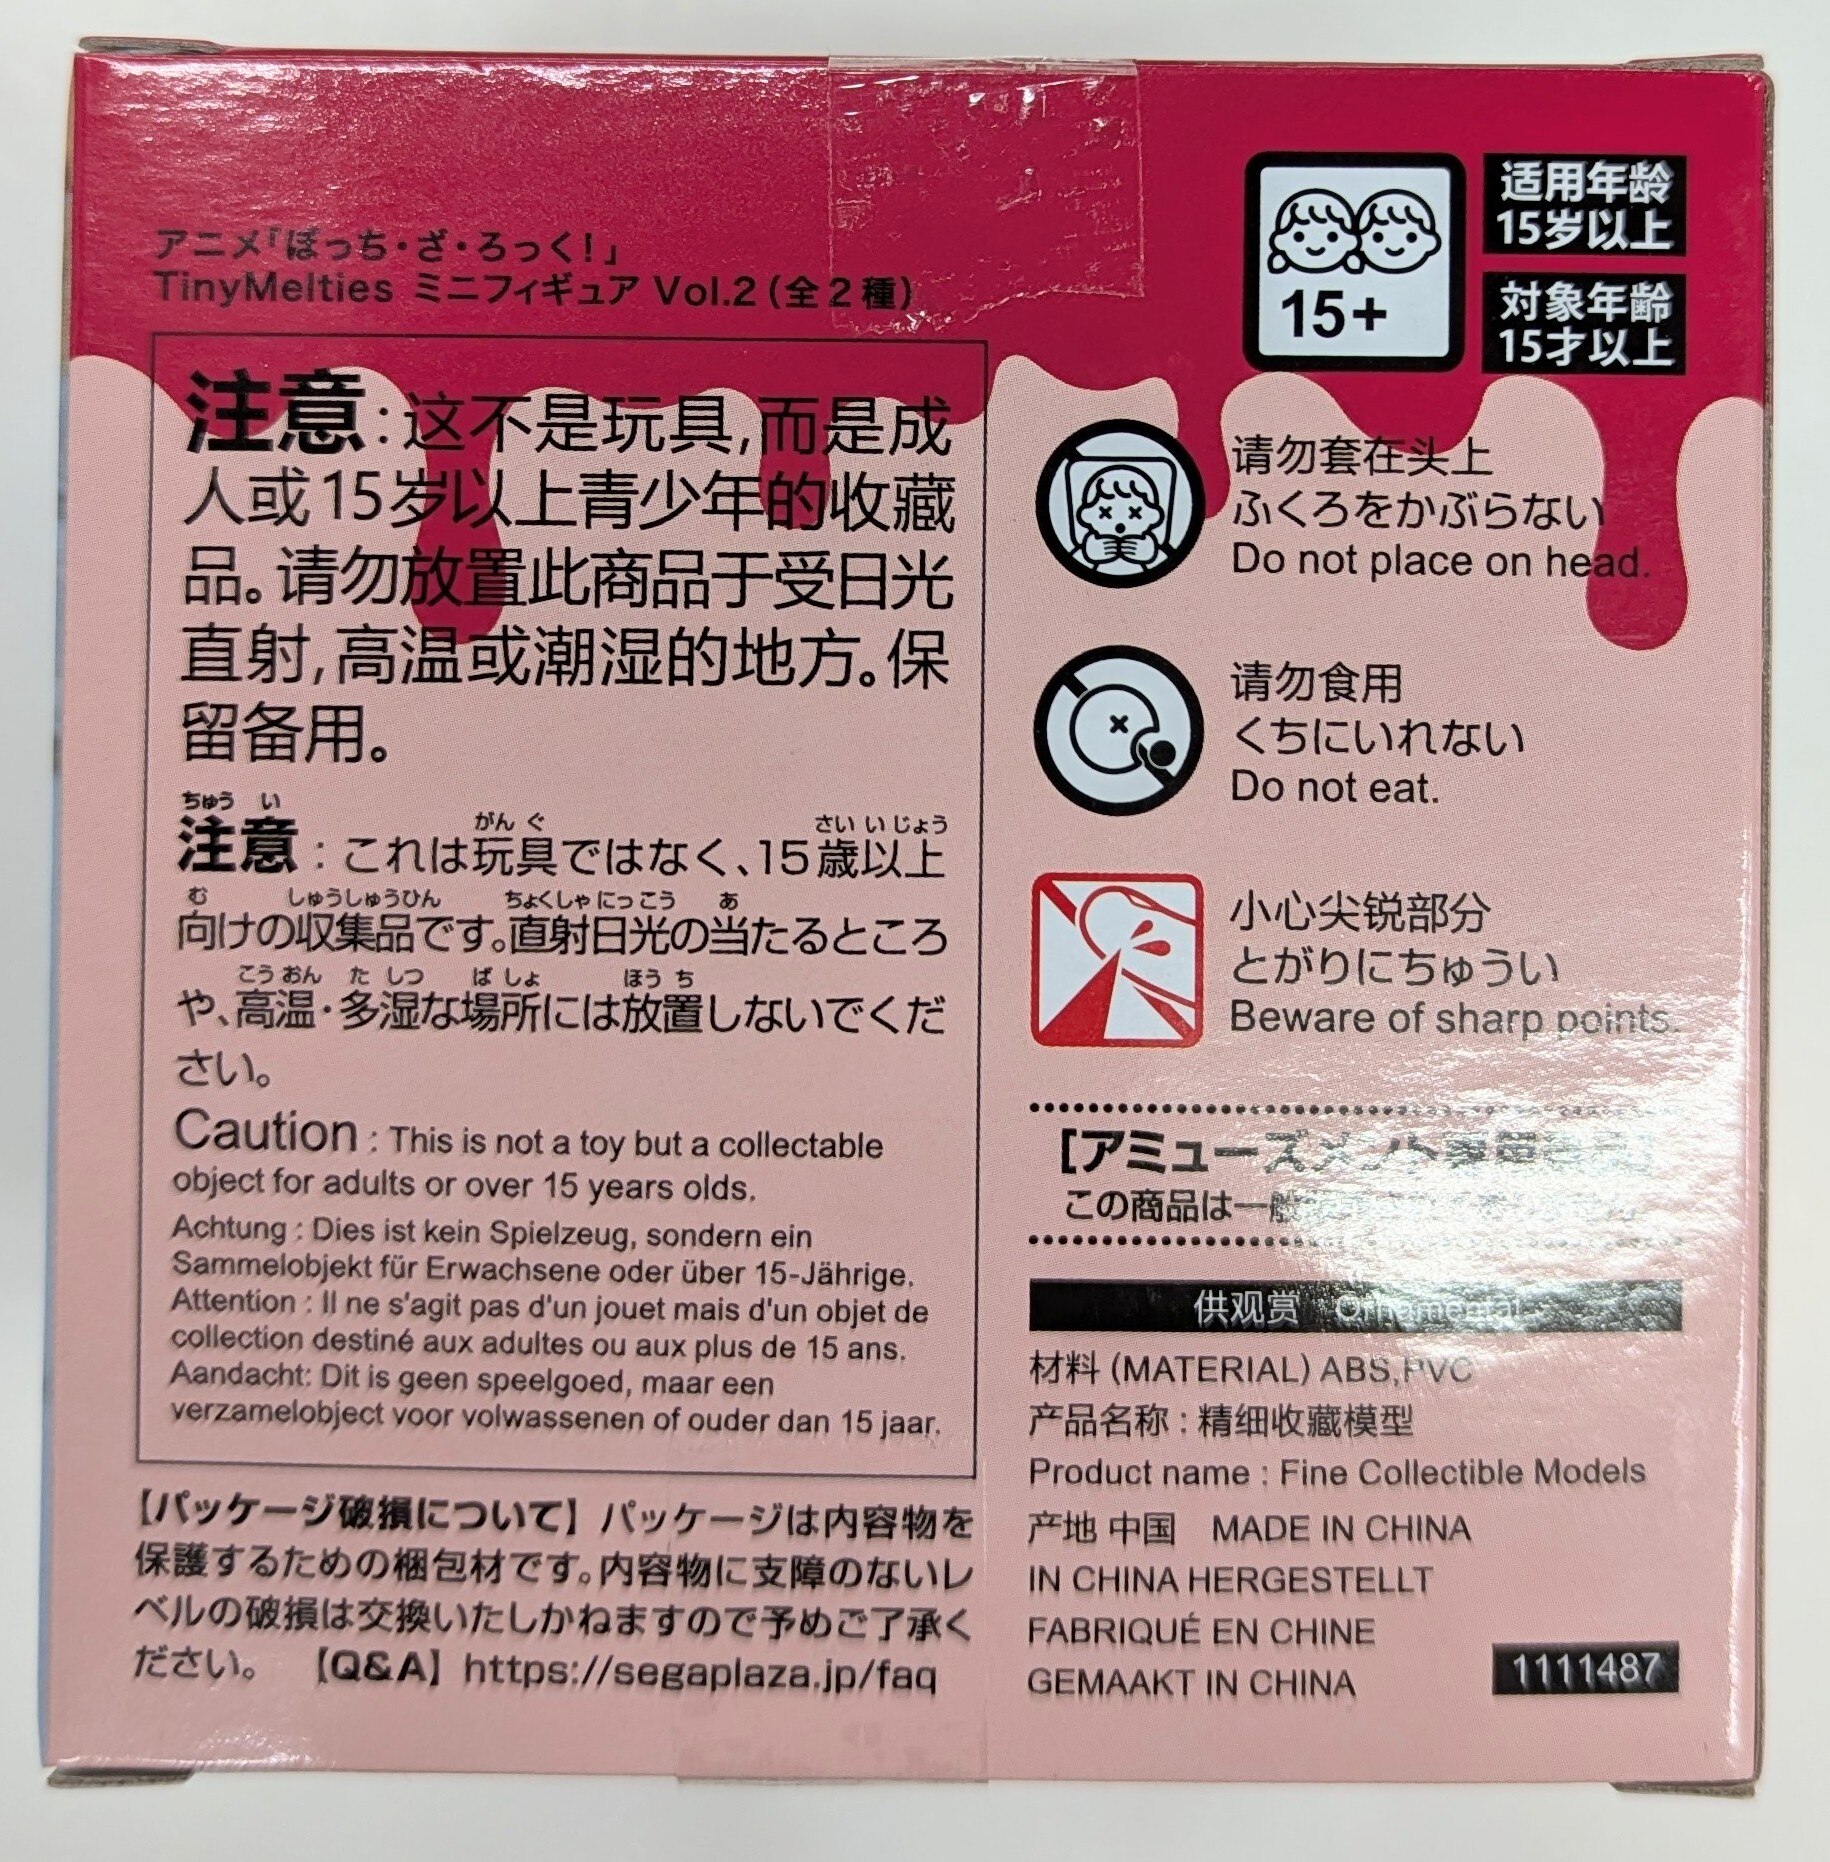 アニメ「ぼっち・ざ・ろっく!」
TinyMelties ミニフィギュア Vol.2(全2種)
注意:这不是玩具,而是成
人或15岁以上青少年的收藏
品。请勿放置此商品于受日光
直射,高温或潮湿的地方。保
留备用。
ちゅう い がん ぐ さい い じょう
注意:これは玩具ではなく、15歳以上
む しゅうしゅうひん ちょくしゃ にっ こう あ
向けの収集品です。直射日光の当たるところ
こう おん た しつ ば しょ ほう ち
や、高温・多湿な場所には放置しないでくだ
さい。
Caution : This is not a toy but a collectable
object for adults or over 15 years olds.
Achtung : Dies ist kein Spielzeug, sondern ein
Sammelobjekt für Erwachsene oder über 15-Jährige.
Attention : Il ne s'agit pas d'un jouet mais d'un objet de
collection destiné aux adultes ou aux plus de 15 ans.
Aandacht: Dit is geen speelgoed, maar een
verzamelobject voor volwassenen of ouder dan 15 jaar.
【パッケージ破損について】パッケージは内容物を
保護するための梱包材です。内容物に支障のないレ
ベルの破損は交換いたしかねますので予めご了承く
ださい。 【Q&A】https://segaplaza.jp/faq
15+
适用年龄
15岁以上
対象年齢
15才以上
请勿套在头上
ふくろをかぶらない
Do not place on head.
请勿食用
くちにいれない
Do not eat.
小心尖锐部分
とがりにちゅうい
Beware of sharp points.
[アミューズメント
この商品は一般
供观赏 Ornamental
材料 (MATERIAL) ABS,PVC
产品名称 : 精细收藏模型
Product name : Fine Collectible Models
产地 中国 MADE IN CHINA
IN CHINA HERGESTELLT
FABRIQUÉ EN CHINE
GEMAAKT IN CHINA
1111487